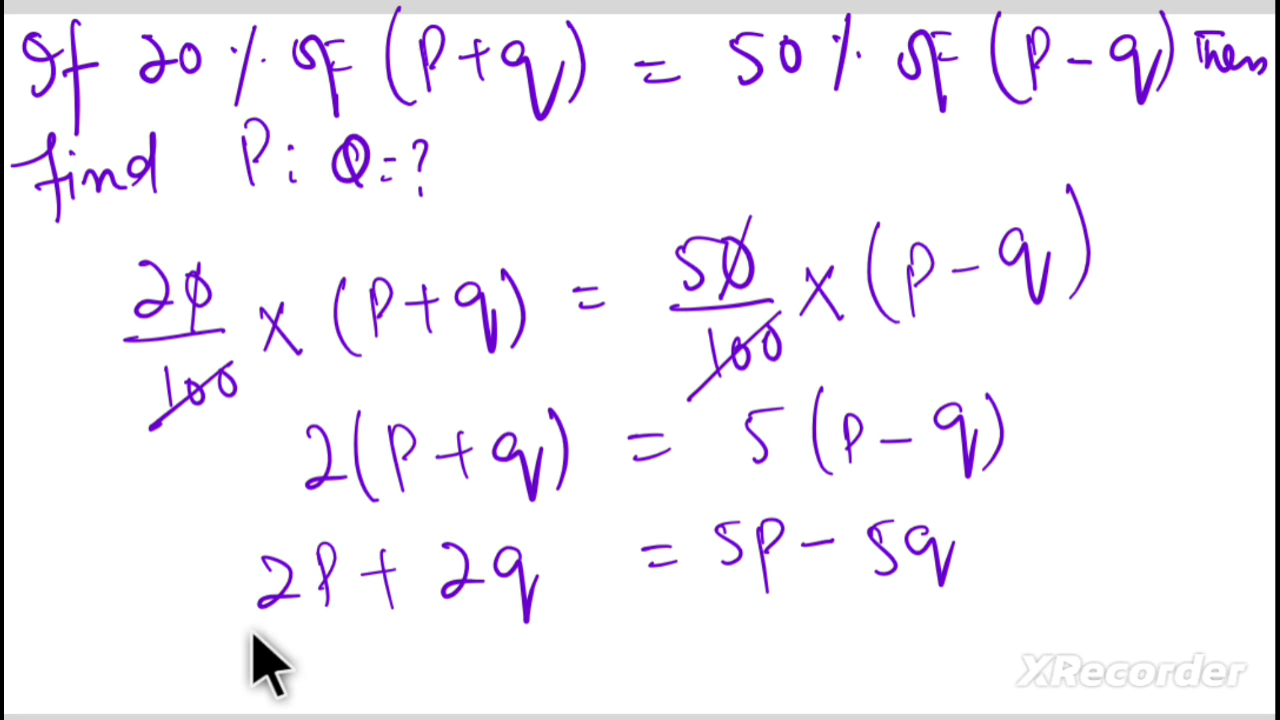 If 20% of (P+q) = 50% of (P-q) Then
find P:Q=?
20/100 × (P+q) = 50/100 × (P-q)
2(P+q) = 5(P-q)
2P+2q = 5P-5q
XRecorder